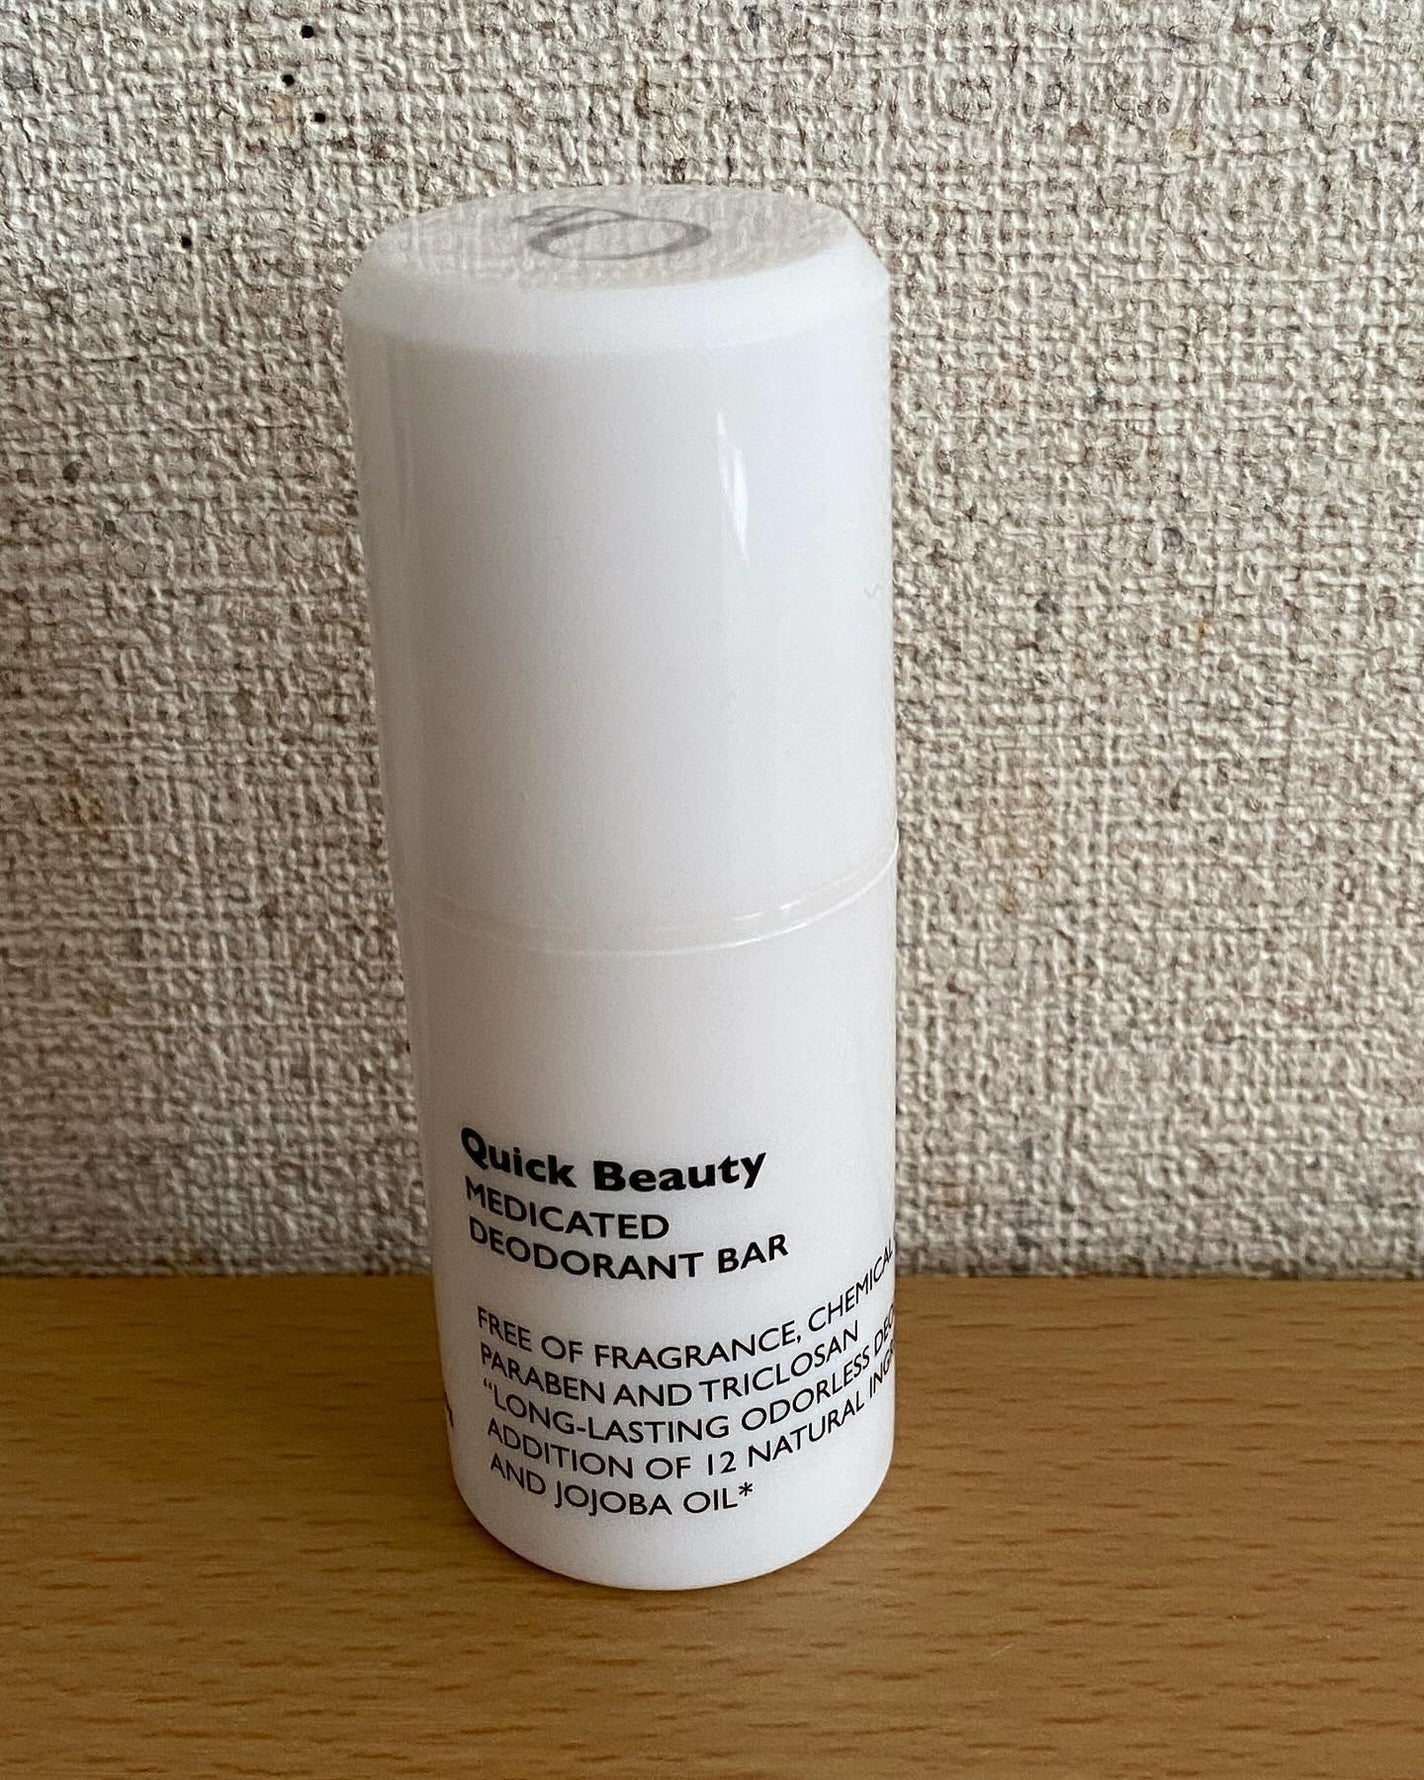 Quick Beauty
MEDICATED
DEODORANT BAR
FREE OF FRAGRANCE, CHEMICAL
PARABEN AND TRICLOSAN
“LONG-LASTING ODORLESS
ADDITION OF 12 NATURAL
AND JOJOBA OIL*